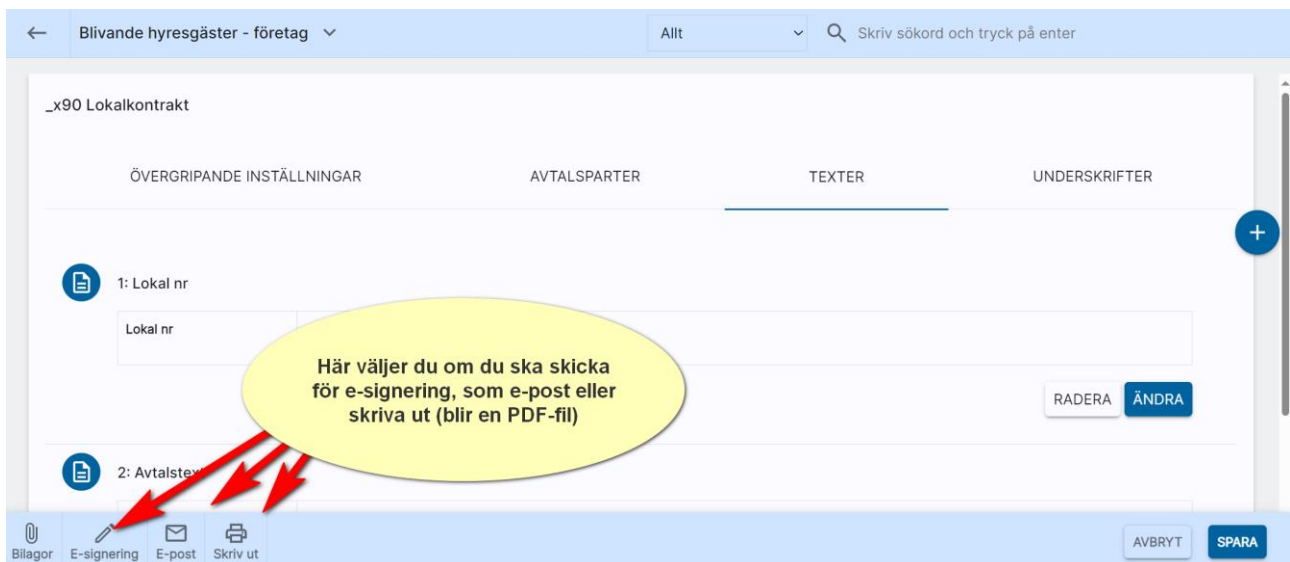 Blivande hyresgäster - företag
Allt
Skriv sökord och tryck på enter
_x90 Lokalkontrakt
ÖVERGRIPANDE INSTÄLLNINGAR
AVTALSPARTER
TEXTER
UNDERSKRIFTER
+
1: Lokal nr
Lokal nr
Här väljer du om du ska skicka
för e-signering, som e-post eller
skriva ut (blir en PDF-fil)
RADERA
ÄNDRA
2:
Bilagor
E-signering
E-post
Skriv ut
AVBRYT
SPARA